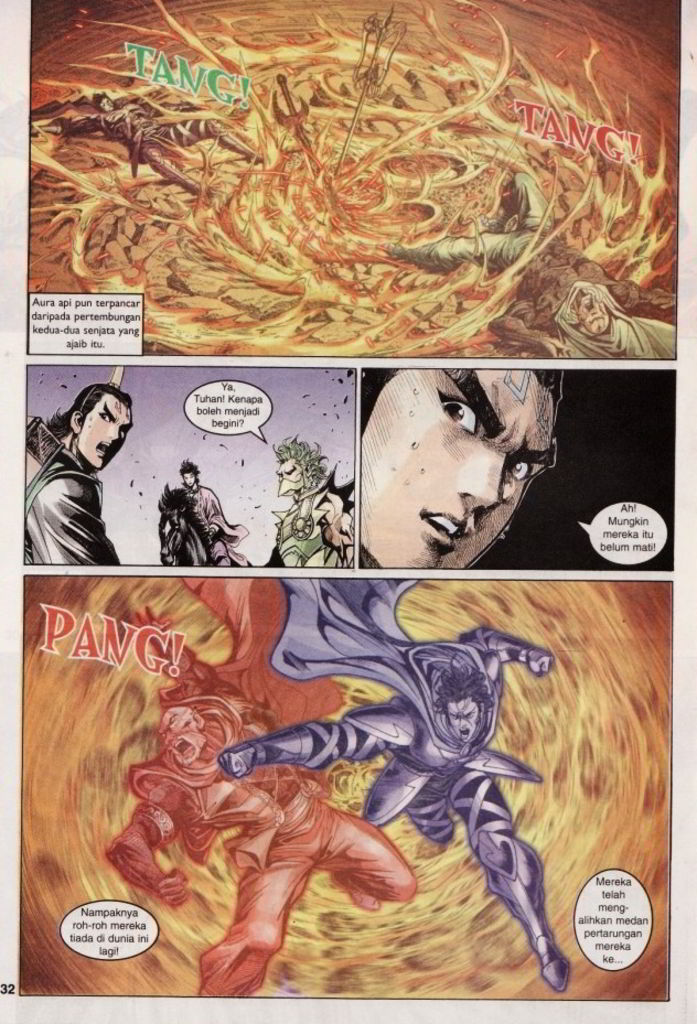 TANG!
TANG!
Aura api pun terpancar
daripada pertembungan
kedua-dua senjata yang
ajaib itu.
Ya,
Tuhan! Kenapa
boleh menjadi
begini?
Ah!
Mungkin
mereka itu
belum mati!
PANG!
Nampaknya
roh-roh mereka
tiada di dunia ini
lagi!
Mereka
telah
meng-
alihkan medan
pertarungan
mereka
ke...
32